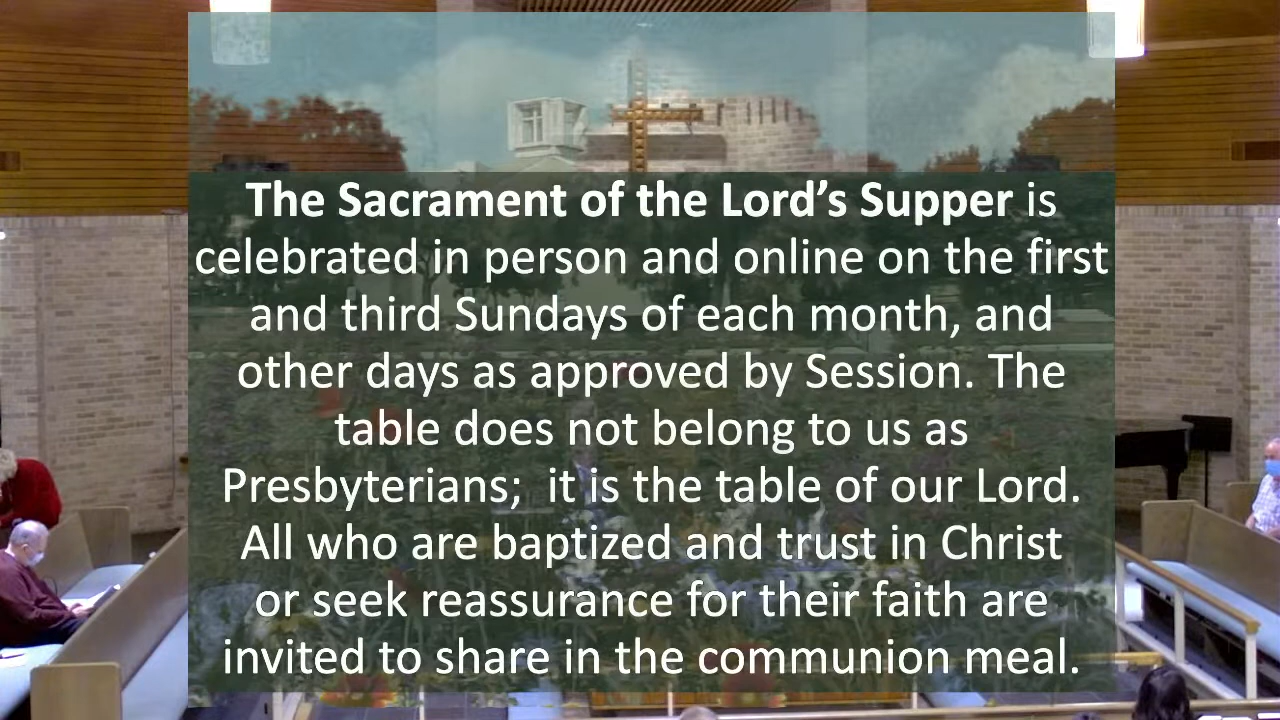 The Sacrament of the Lord’s Supper is
celebrated in person and online on the first
and third Sundays of each month, and
other days as approved by Session. The
table does not belong to us as
Presbyterians;  it is the table of our Lord.
All who are baptized and trust in Christ
or seek reassurance for their faith are
invited to share in the communion meal.